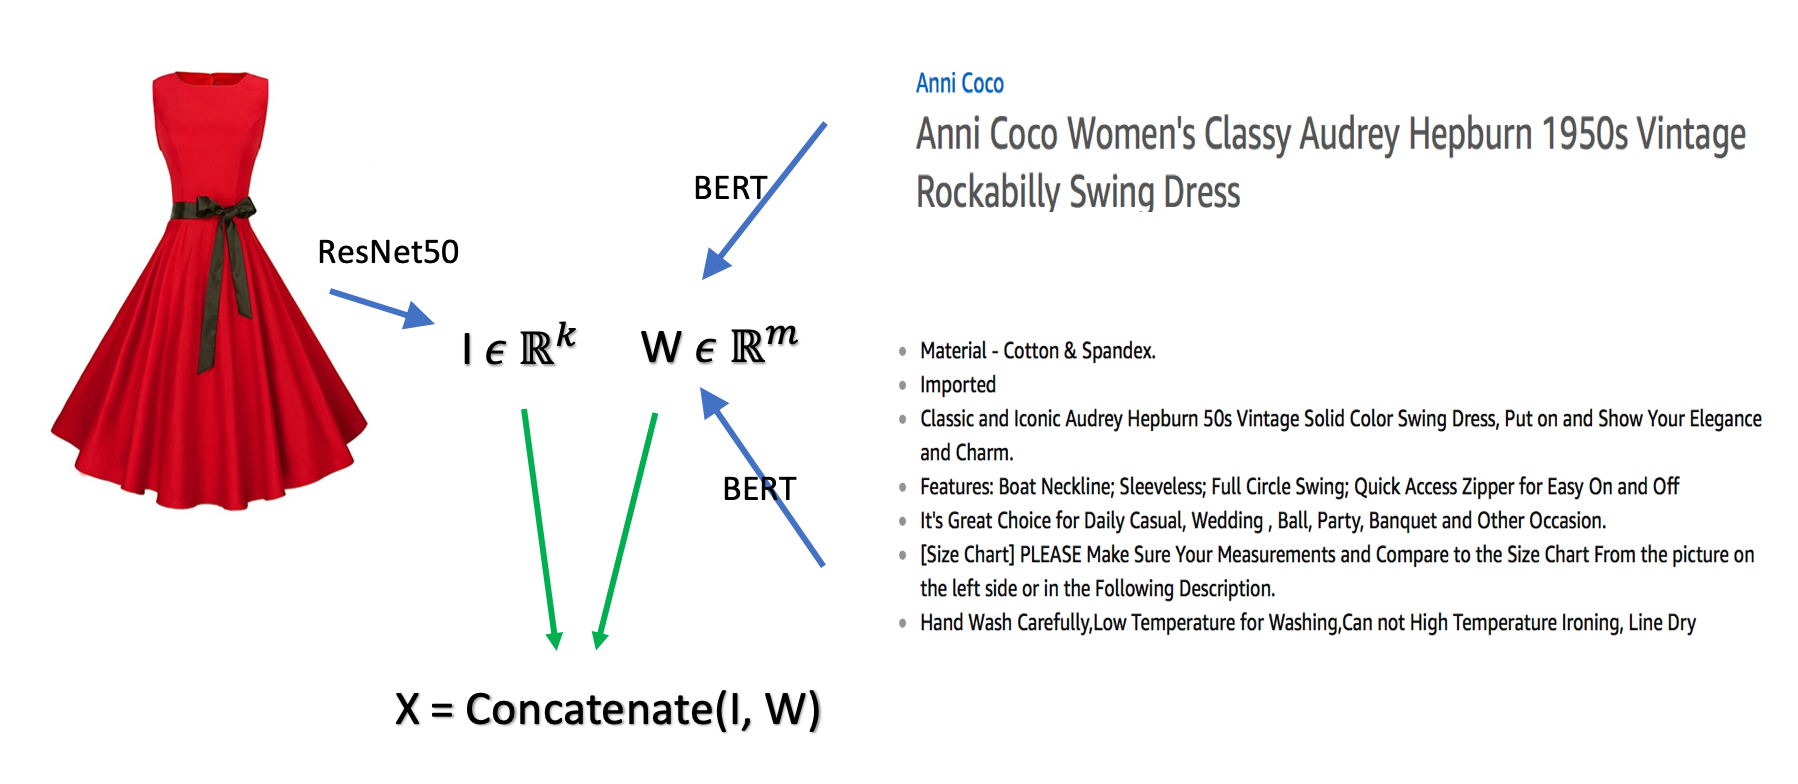 Anni Coco
Anni Coco Women's Classy Audrey Hepburn 1950s Vintage
Rockabilly Swing Dress
BERT
ResNet50
I ϵ ℝ^k
W ϵ ℝ^m
Material - Cotton & Spandex.
Imported
Classic and Iconic Audrey Hepburn 50s Vintage Solid Color Swing Dress, Put on and Show Your Elegance
and Charm.
Features: Boat Neckline; Sleeveless; Full Circle Swing; Quick Access Zipper for Easy On and Off
It's Great Choice for Daily Casual, Wedding , Ball, Party, Banquet and Other Occasion.
[Size Chart] PLEASE Make Sure Your Measurements and Compare to the Size Chart From the picture on
the left side or in the Following Description.
Hand Wash Carefully,Low Temperature for Washing,Can not High Temperature Ironing, Line Dry
BERT
X = Concatenate(I, W)